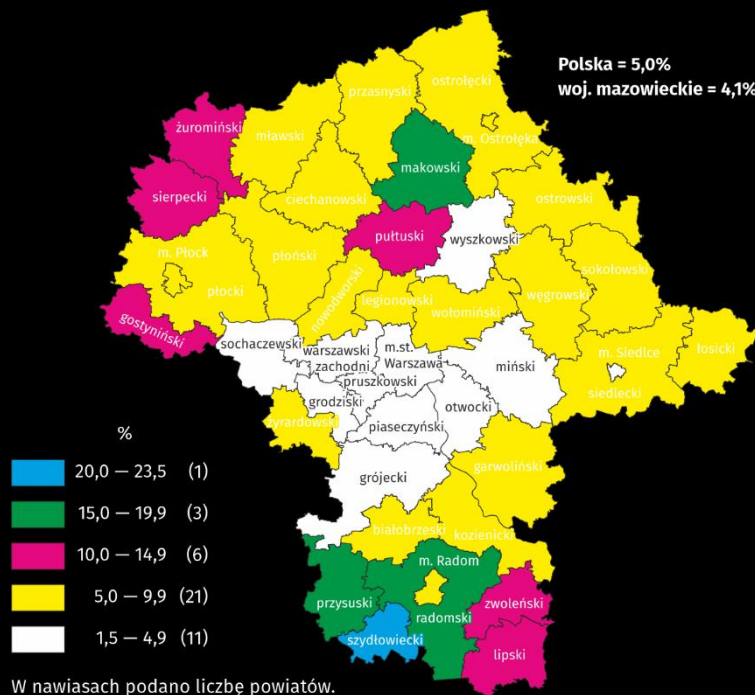 Polska = 5,0%
woj. mazowieckie = 4,1%
ostrołęcki
przasnyski
żuromiński
mławski
m. Ostrołęka
makowski
sierpecki
ciechanowski
ostrowski
pułtuski
wyszkowski
m. Płock
płoński
sokołowski
nowodworski
legionowski
węgrowski
płocki
wołomiński
gostyniński
sochaczewski
warszawski
zachodni
m.st.
Warszawa
miński
m. Siedlce
łosicki
pruszkowski
siedlecki
grodziski
otwocki
piaseczyński
żyrardowski
garwoliński
grójecki
białobrzeski
kozienicki
m. Radom
przysuski
zwoleński
radomski
szydłowiecki
lipski
%
20,0 — 23,5 (1)
15,0 — 19,9 (3)
10,0 — 14,9 (6)
5,0 — 9,9 (21)
1,5 — 4,9 (11)
W nawiasach podano liczbę powiatów.